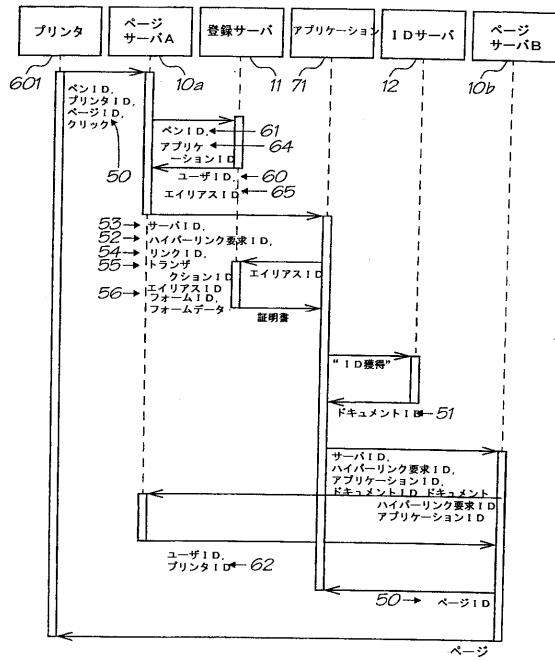 プリンタ
ページ
サーバA
登録サーバ
アプリケーション
IDサーバ
ページ
サーバB
601
10a
11
71
12
10b
ペンID,
プリンタID,
ページID,
クリック
50
ペンID,
61
アプリケ
ーションID
64
ユーザID,
60
エイリアスID
65
53
サーバID,
52
ハイパーリンク要求ID,
54
リンクID,
55
トランザ
クションID
56
エイリアスID
フォームID,
フォームデータ
エイリアスID
証明書
“ID獲得”
ドキュメントID
51
サーバID,
ハイパーリンク要求ID,
アプリケーションID,
ドキュメントID ドキュメント
ハイパーリンク要求ID
アプリケーションID
ユーザID,
プリンタID
62
50
ページID
ページ